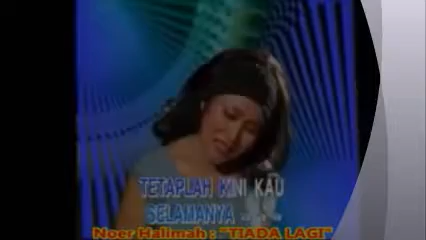 TETAPLAH KINI KAU
SELAMANYA . . .
Noer Halimah : "TIADA LAGI"